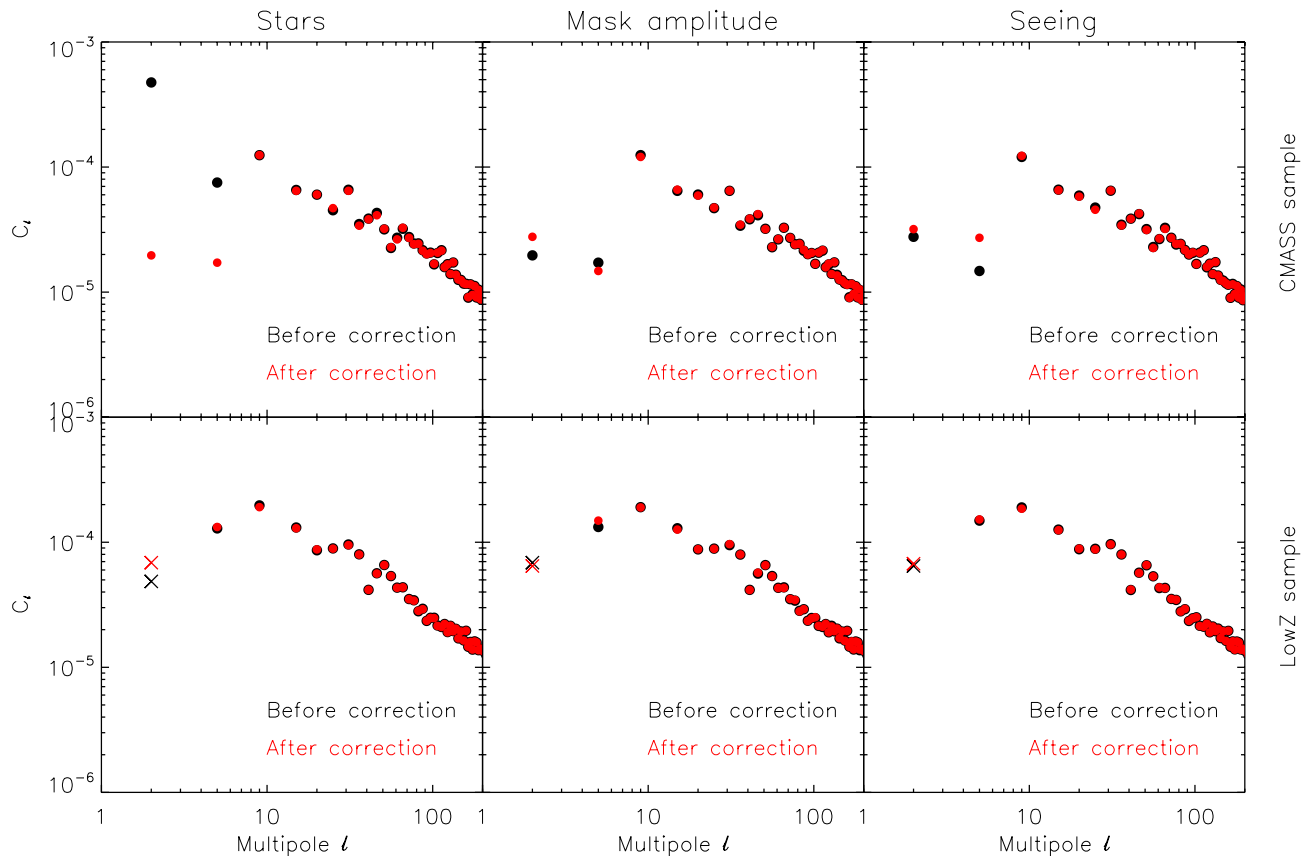 Stars
Mask amplitude
Seeing
10⁻³
10⁻⁴
10⁻⁵
10⁻⁶
Cℓ
Before correction
After correction
Before correction
After correction
Before correction
After correction
CMASS sample
10⁻³
10⁻⁴
10⁻⁵
10⁻⁶
Cℓ
Before correction
After correction
Before correction
After correction
Before correction
After correction
LowZ sample
1 10 100 1 10 100 1 10 100
Multipole ℓ
Multipole ℓ
Multipole ℓ